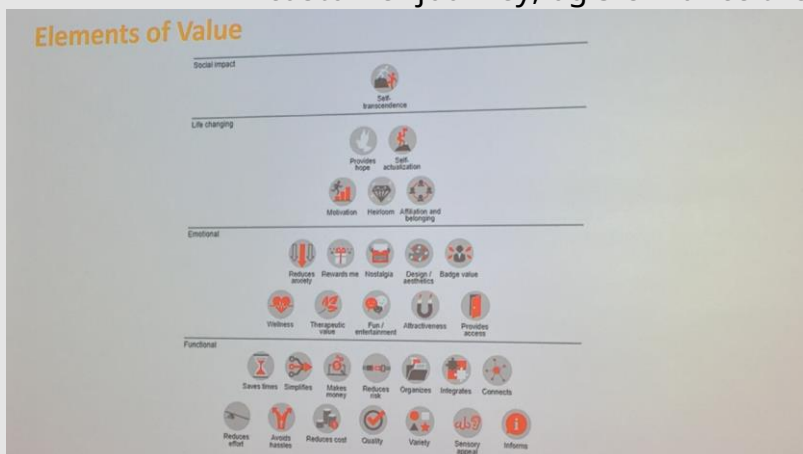 Elements of Value
Social impact
Self-
transcendence
Life changing
Provides
hope
Self-
actualization
Motivation
Heirloom
Affiliation and
belonging
Emotional
Reduces
anxiety
Rewards me
Nostalgia
Design /
aesthetics
Badge value
Wellness
Therapeutic
value
Fun /
entertainment
Attractiveness
Provides
access
Functional
Saves times
Simplifies
Makes
money
Reduces
risk
Organizes
Integrates
Connects
Reduces
effort
Avoids
hassles
Reduces cost
Quality
Variety
Sensory
appeal
Informs